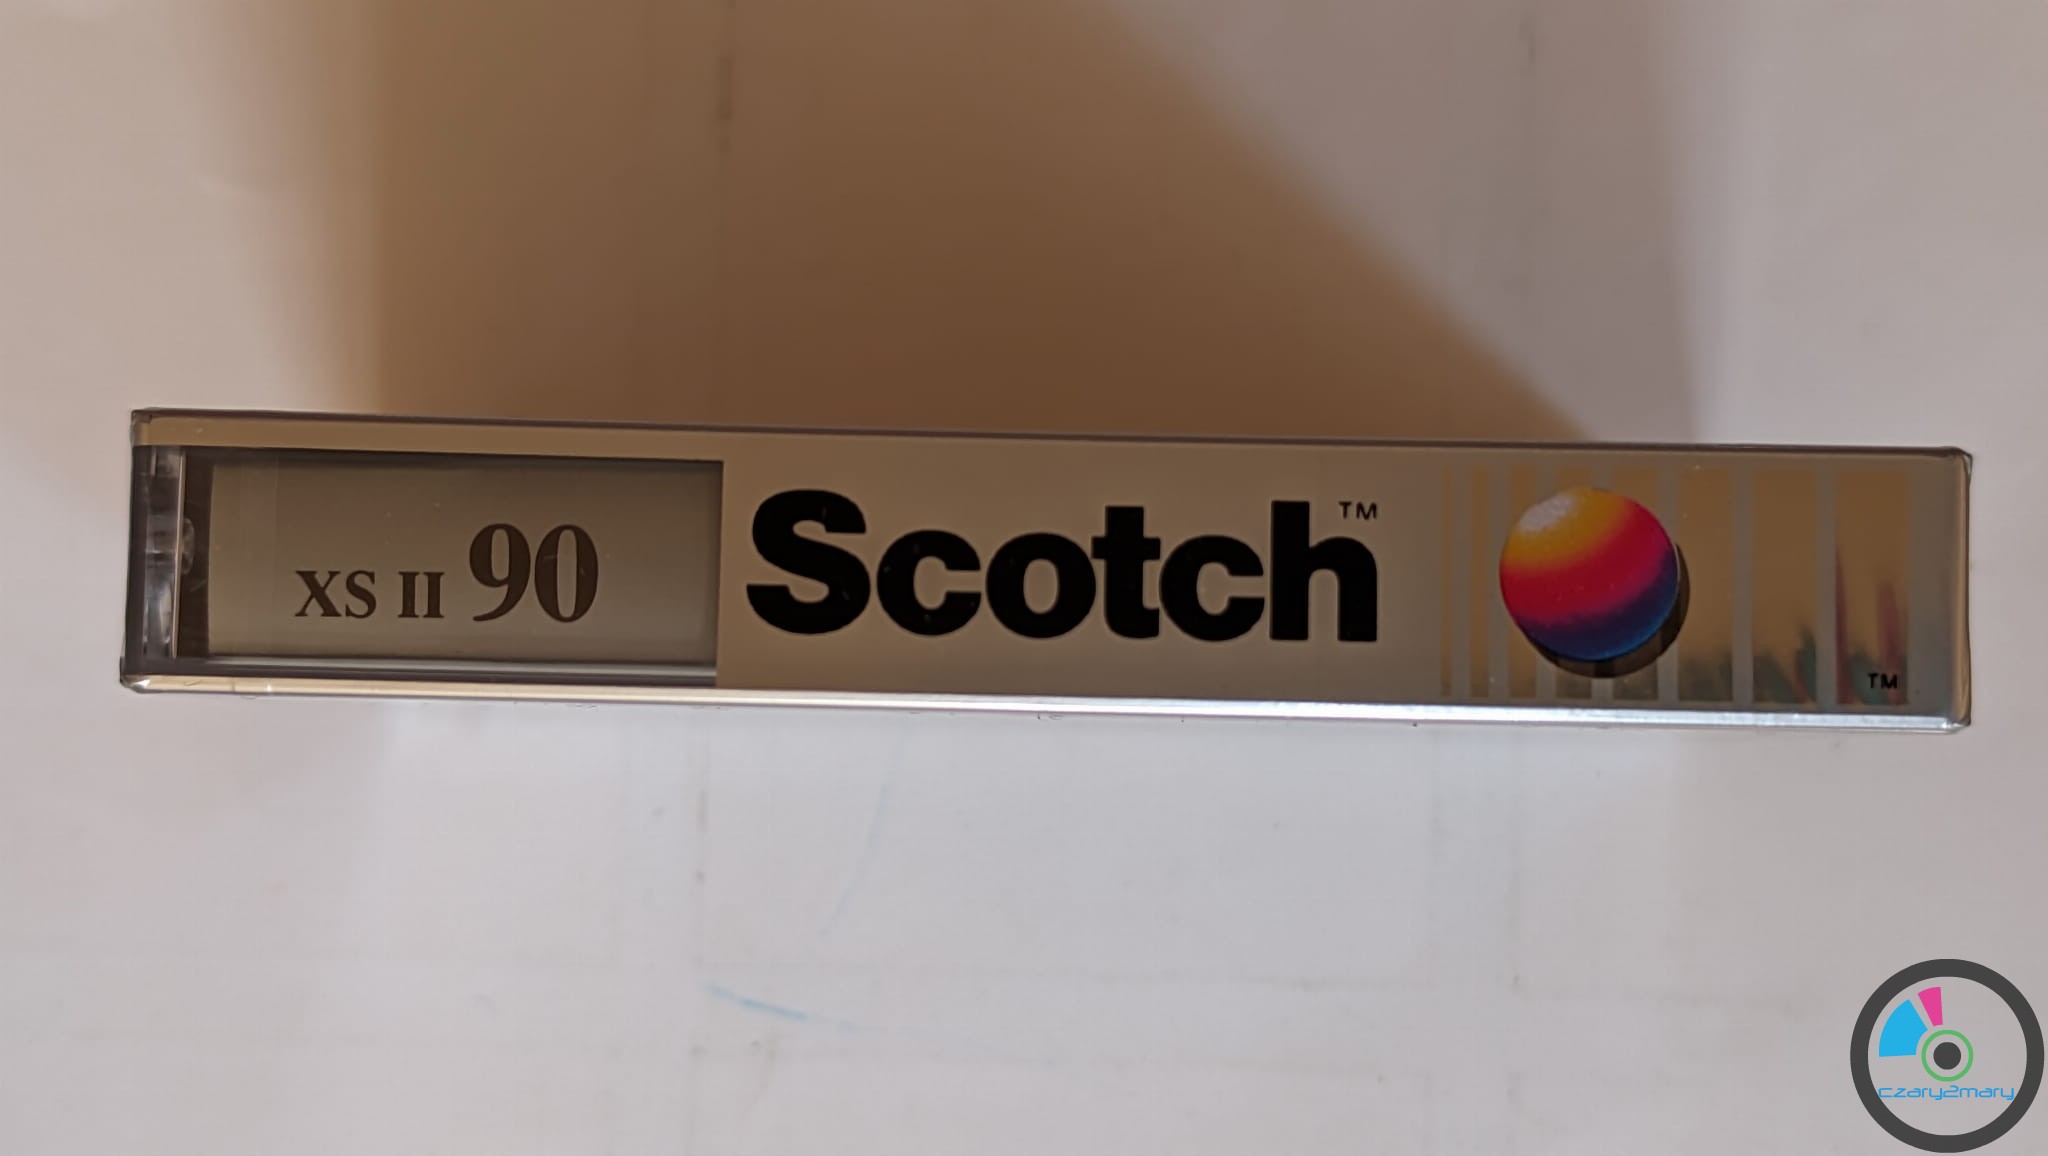 XS II 90
Scotch™
™
czary2mary